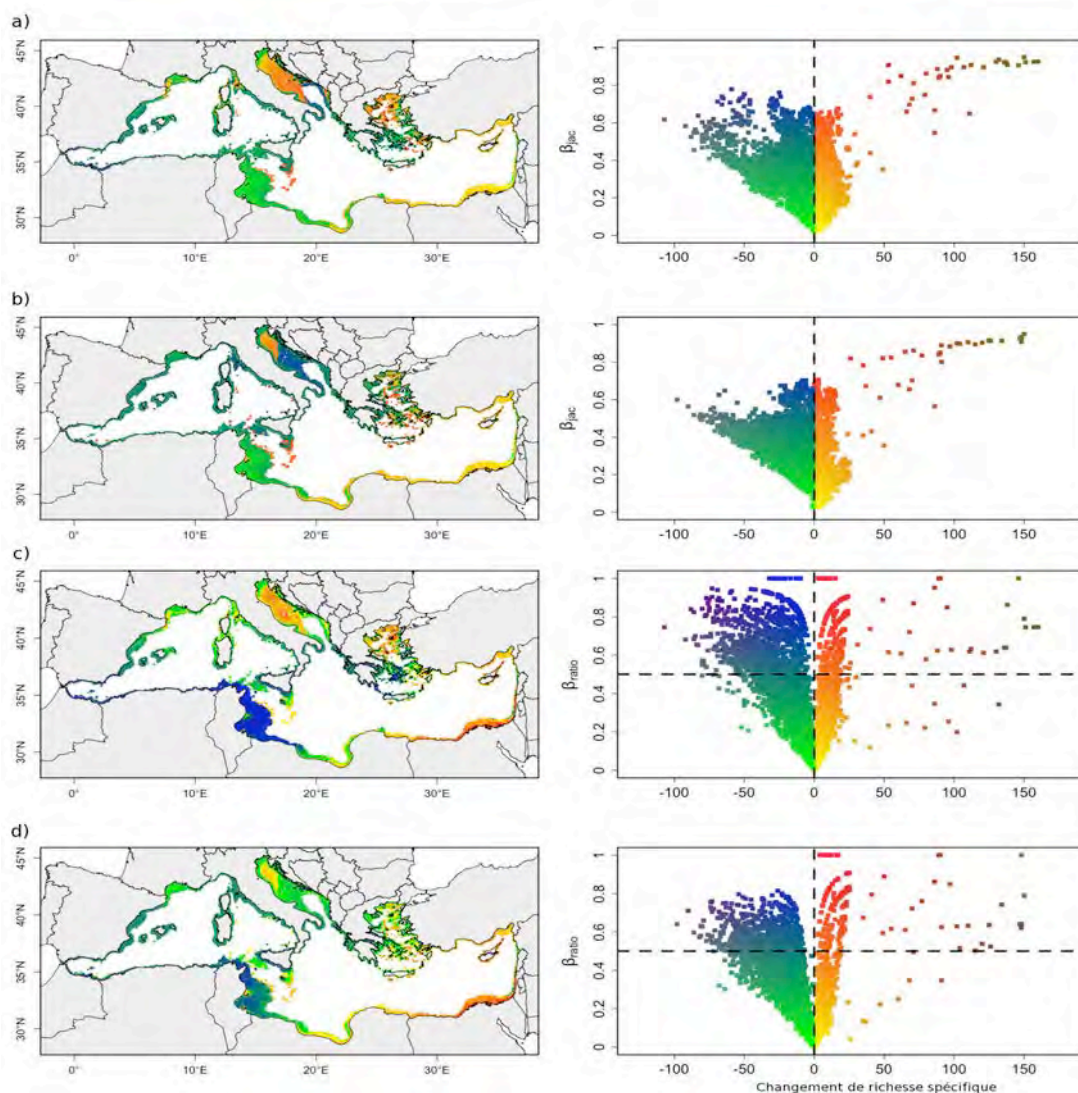 a)
45°N
40°N
35°N
30°N
0°
10°E
20°E
30°E
βjac
1
0.8
0.6
0.4
0.2
0
-100
-50
0
50
100
150
b)
45°N
40°N
35°N
30°N
0°
10°E
20°E
30°E
βjac
1
0.8
0.6
0.4
0.2
0
-100
-50
0
50
100
150
c)
45°N
40°N
35°N
30°N
0°
10°E
20°E
30°E
βratio
1
0.8
0.6
0.4
0.2
0
-100
-50
0
50
100
150
d)
45°N
40°N
35°N
30°N
0°
10°E
20°E
30°E
βratio
1
0.8
0.6
0.4
0.2
0
-100
-50
0
50
100
150
Changement de richesse spécifique